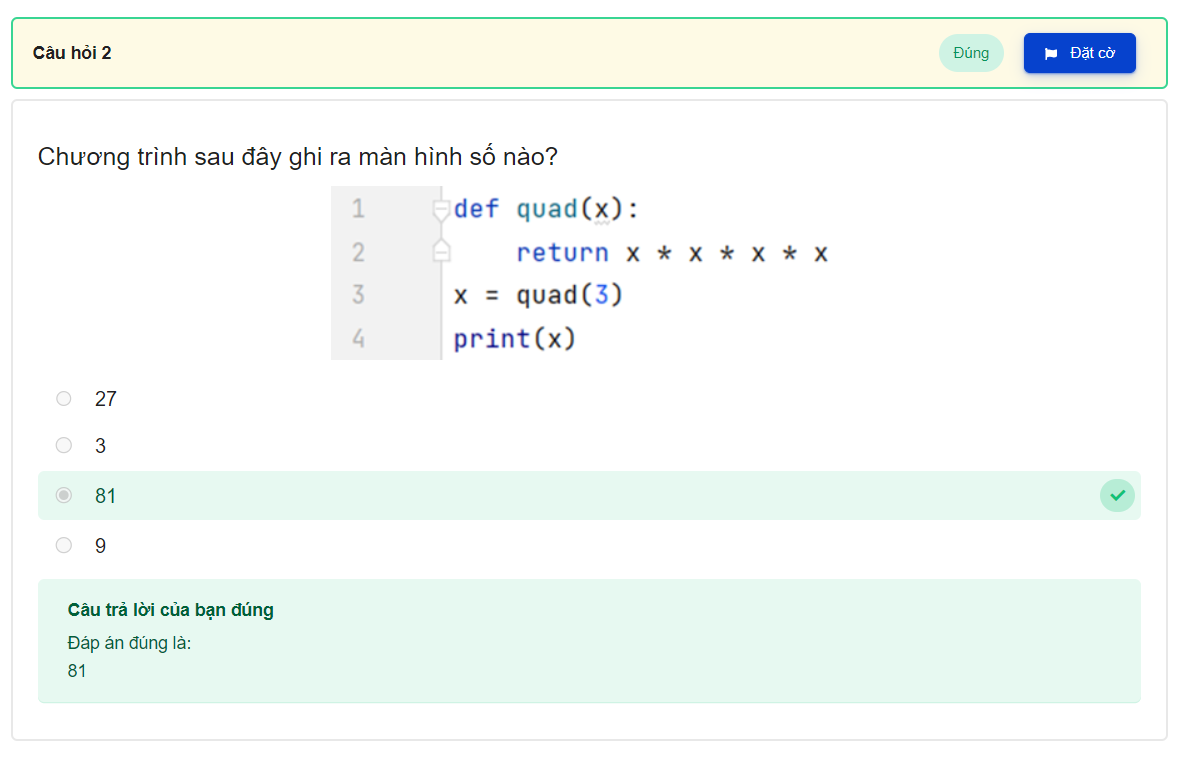 Câu hỏi 2
Đúng
Đặt cờ
Chương trình sau đây ghi ra màn hình số nào?
1 def quad(x):
2     return x * x * x * x
3 x = quad(3)
4 print(x)
27
3
81
9
Câu trả lời của bạn đúng
Đáp án đúng là:
81